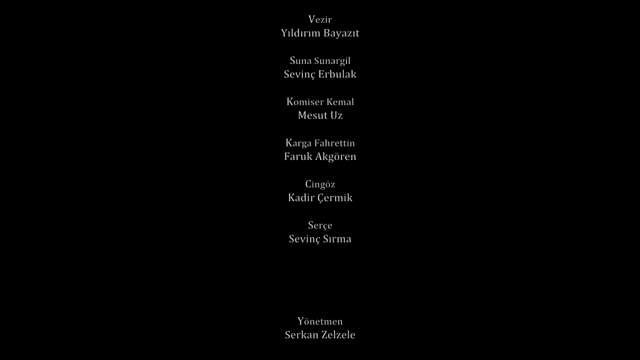 Vezir
Yıldırım Bayazıt
Suna Sunargil
Sevinç Erbulak
Komiser Kemal
Mesut Uz
Karga Fahrettin
Faruk Akgören
Cingöz
Kadir Çermik
Serçe
Sevinç Sırma
Yönetmen
Serkan Zelzele